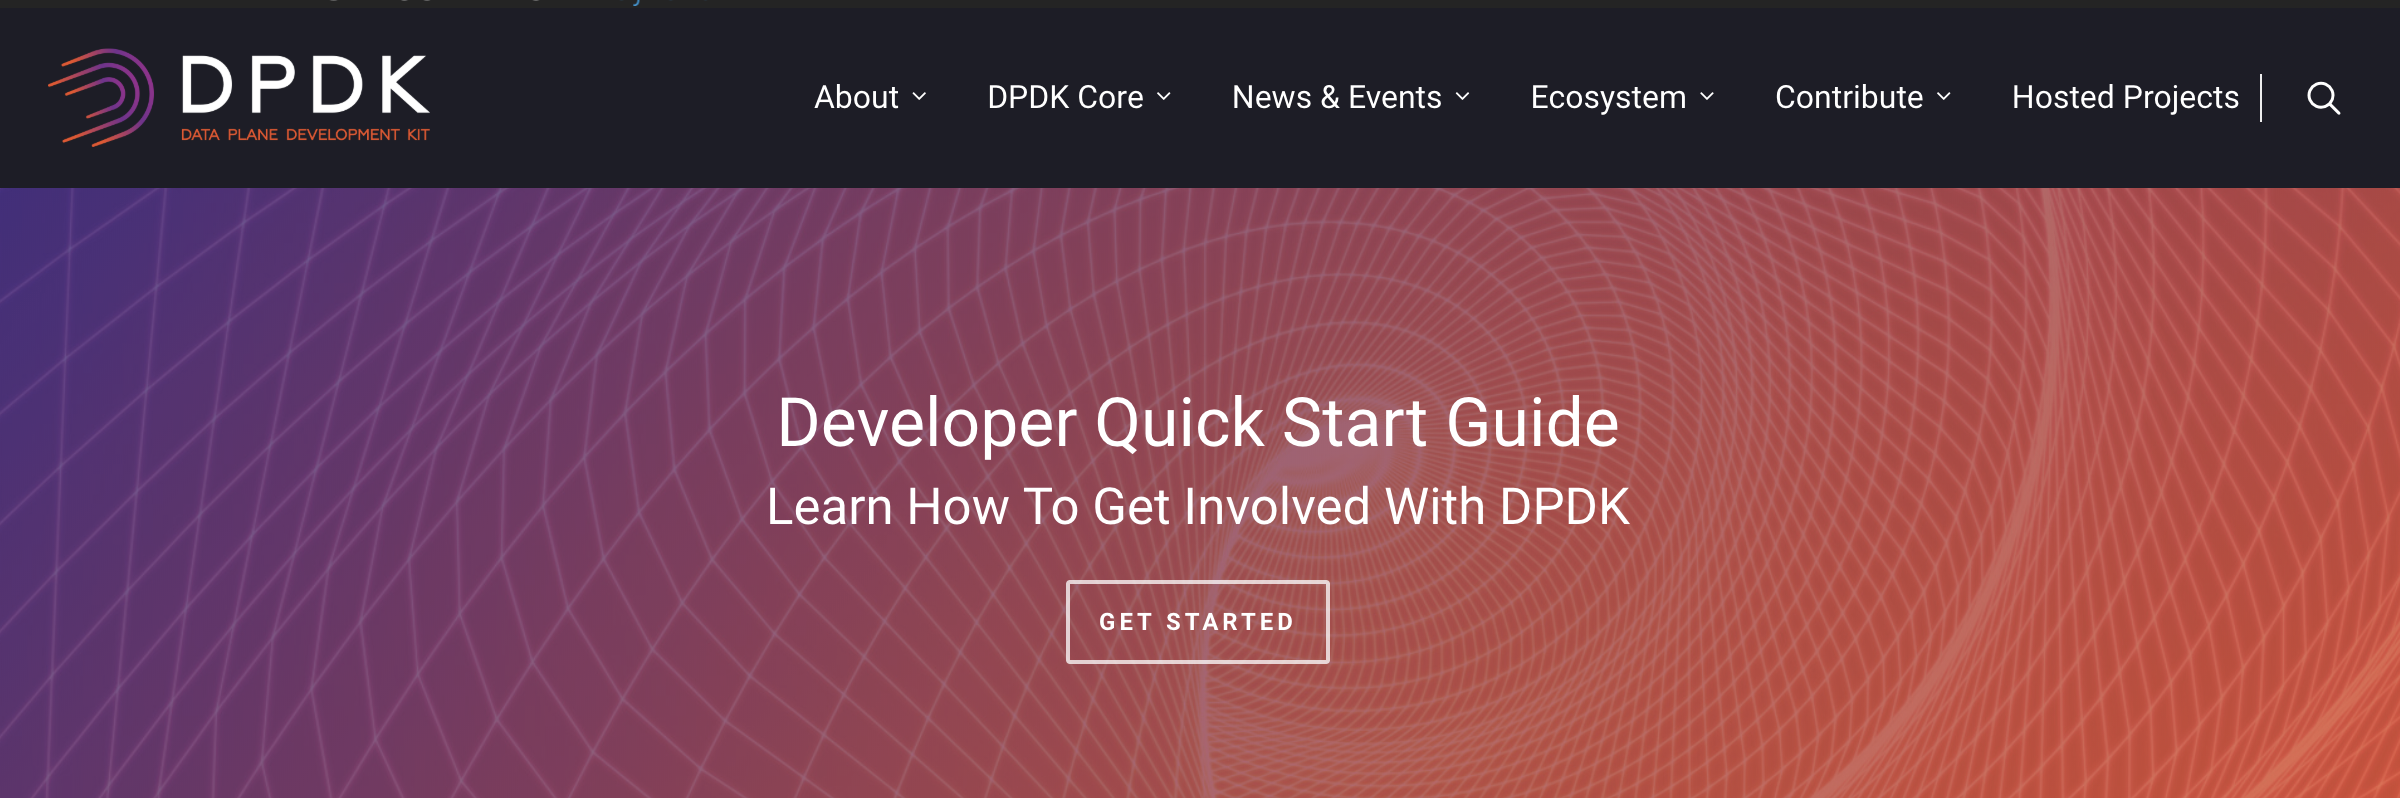 DPDK
DATA PLANE DEVELOPMENT KIT
About
DPDK Core
News & Events
Ecosystem
Contribute
Hosted Projects
Developer Quick Start Guide
Learn How To Get Involved With DPDK
GET STARTED